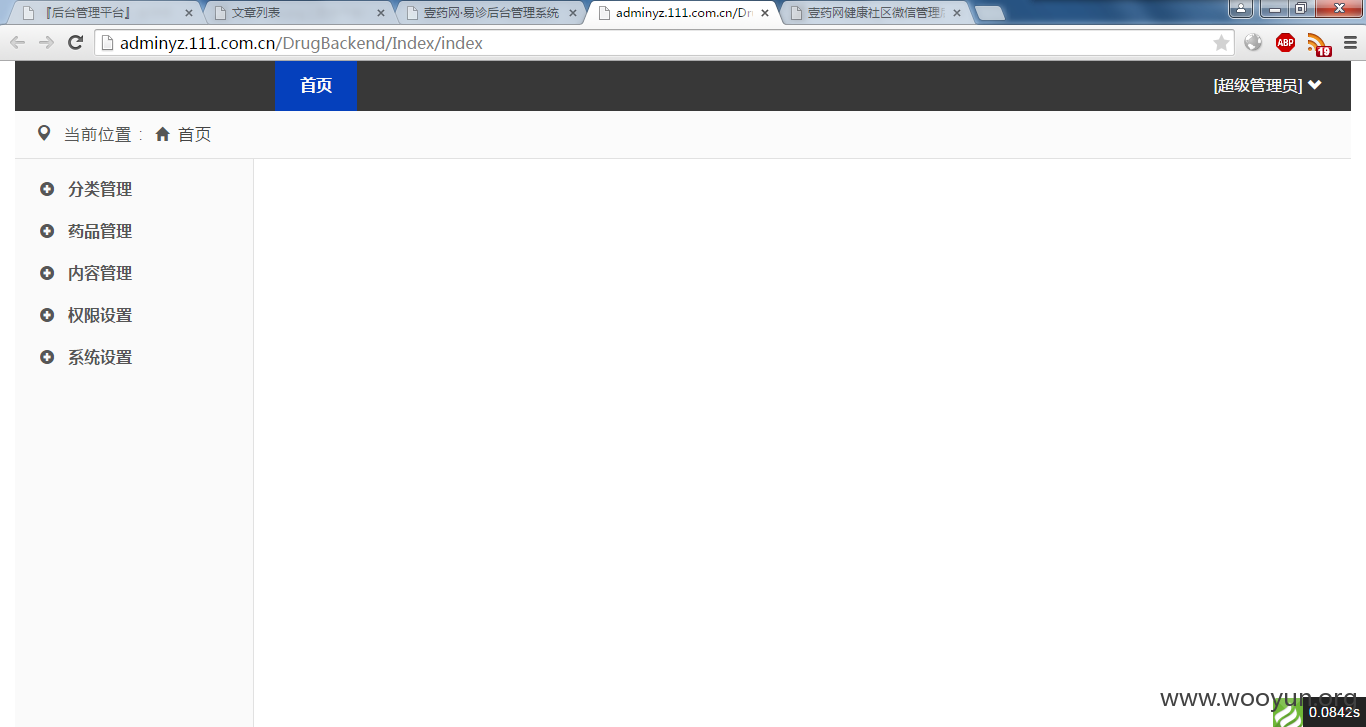 『后台管理平台』
文章列表
壹药网·易诊后台管理系统
adminyz.111.com.cn/Dr
壹药网健康社区微信管理
adminyz.111.com.cn/DrugBackend/Index/index
ABP
19
首页
[超级管理员]
当前位置 : 首页
分类管理
药品管理
内容管理
权限设置
系统设置
www.wooyun.org
0.0842s